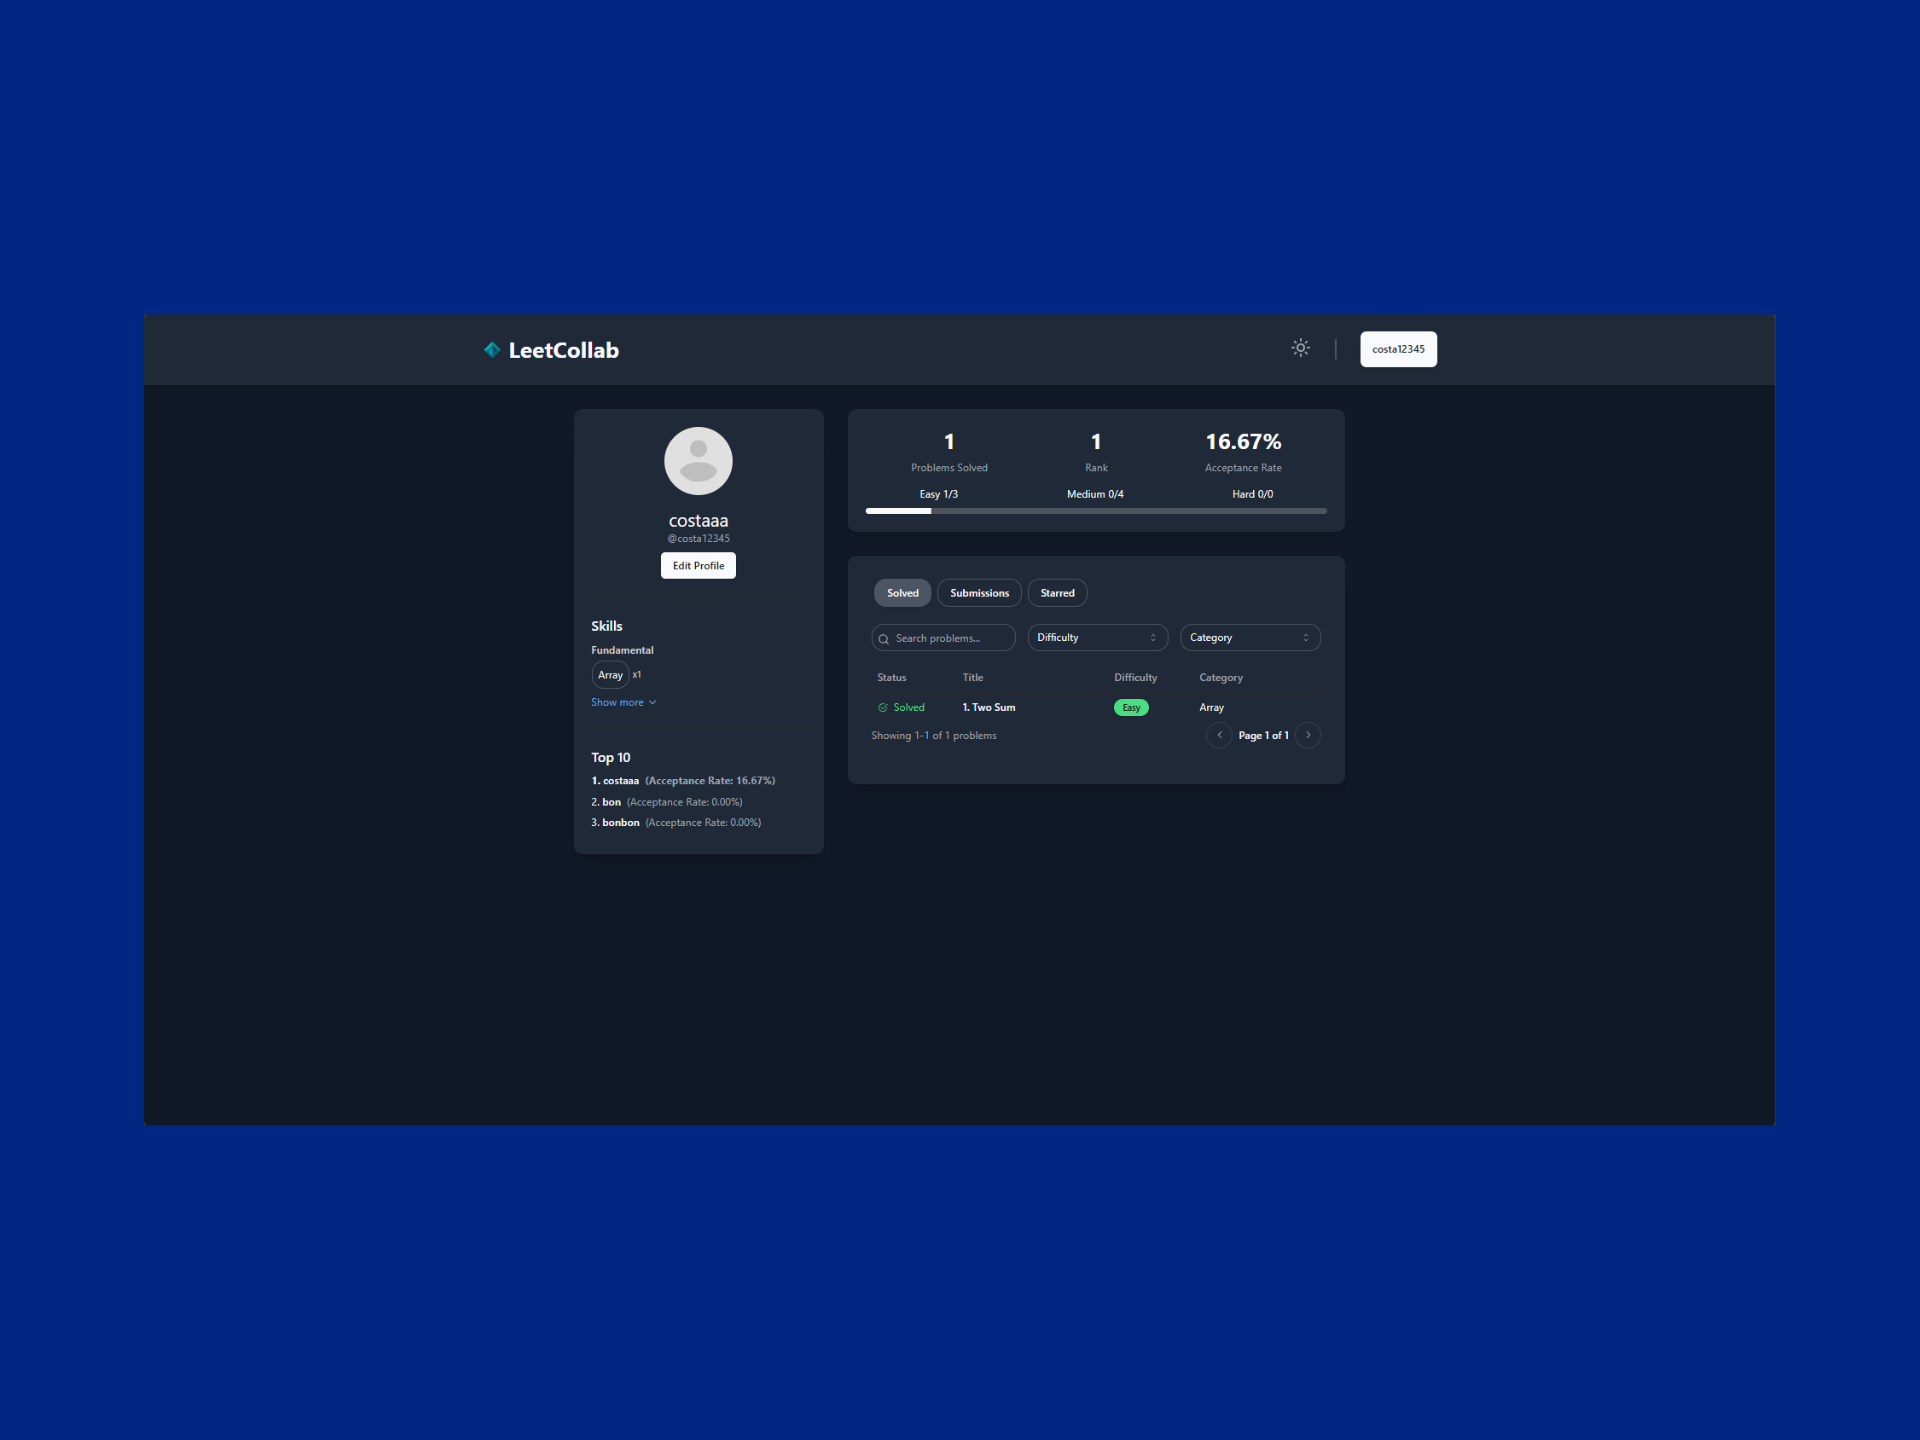 LeetCollab
costa12345
costaaa
@costa12345
Edit Profile
Skills
Fundamental
Array x1
Show more
Top 10
1. costaaa (Acceptance Rate: 16.67%)
2. bon (Acceptance Rate: 0.00%)
3. bonbon (Acceptance Rate: 0.00%)
1 1 16.67%
Problems Solved Rank Acceptance Rate
Easy 1/3 Medium 0/4 Hard 0/0
Solved Submissions Starred
Search problems... Difficulty Category
Status Title Difficulty Category
Solved 1. Two Sum Easy Array
Showing 1-1 of 1 problems Page 1 of 1